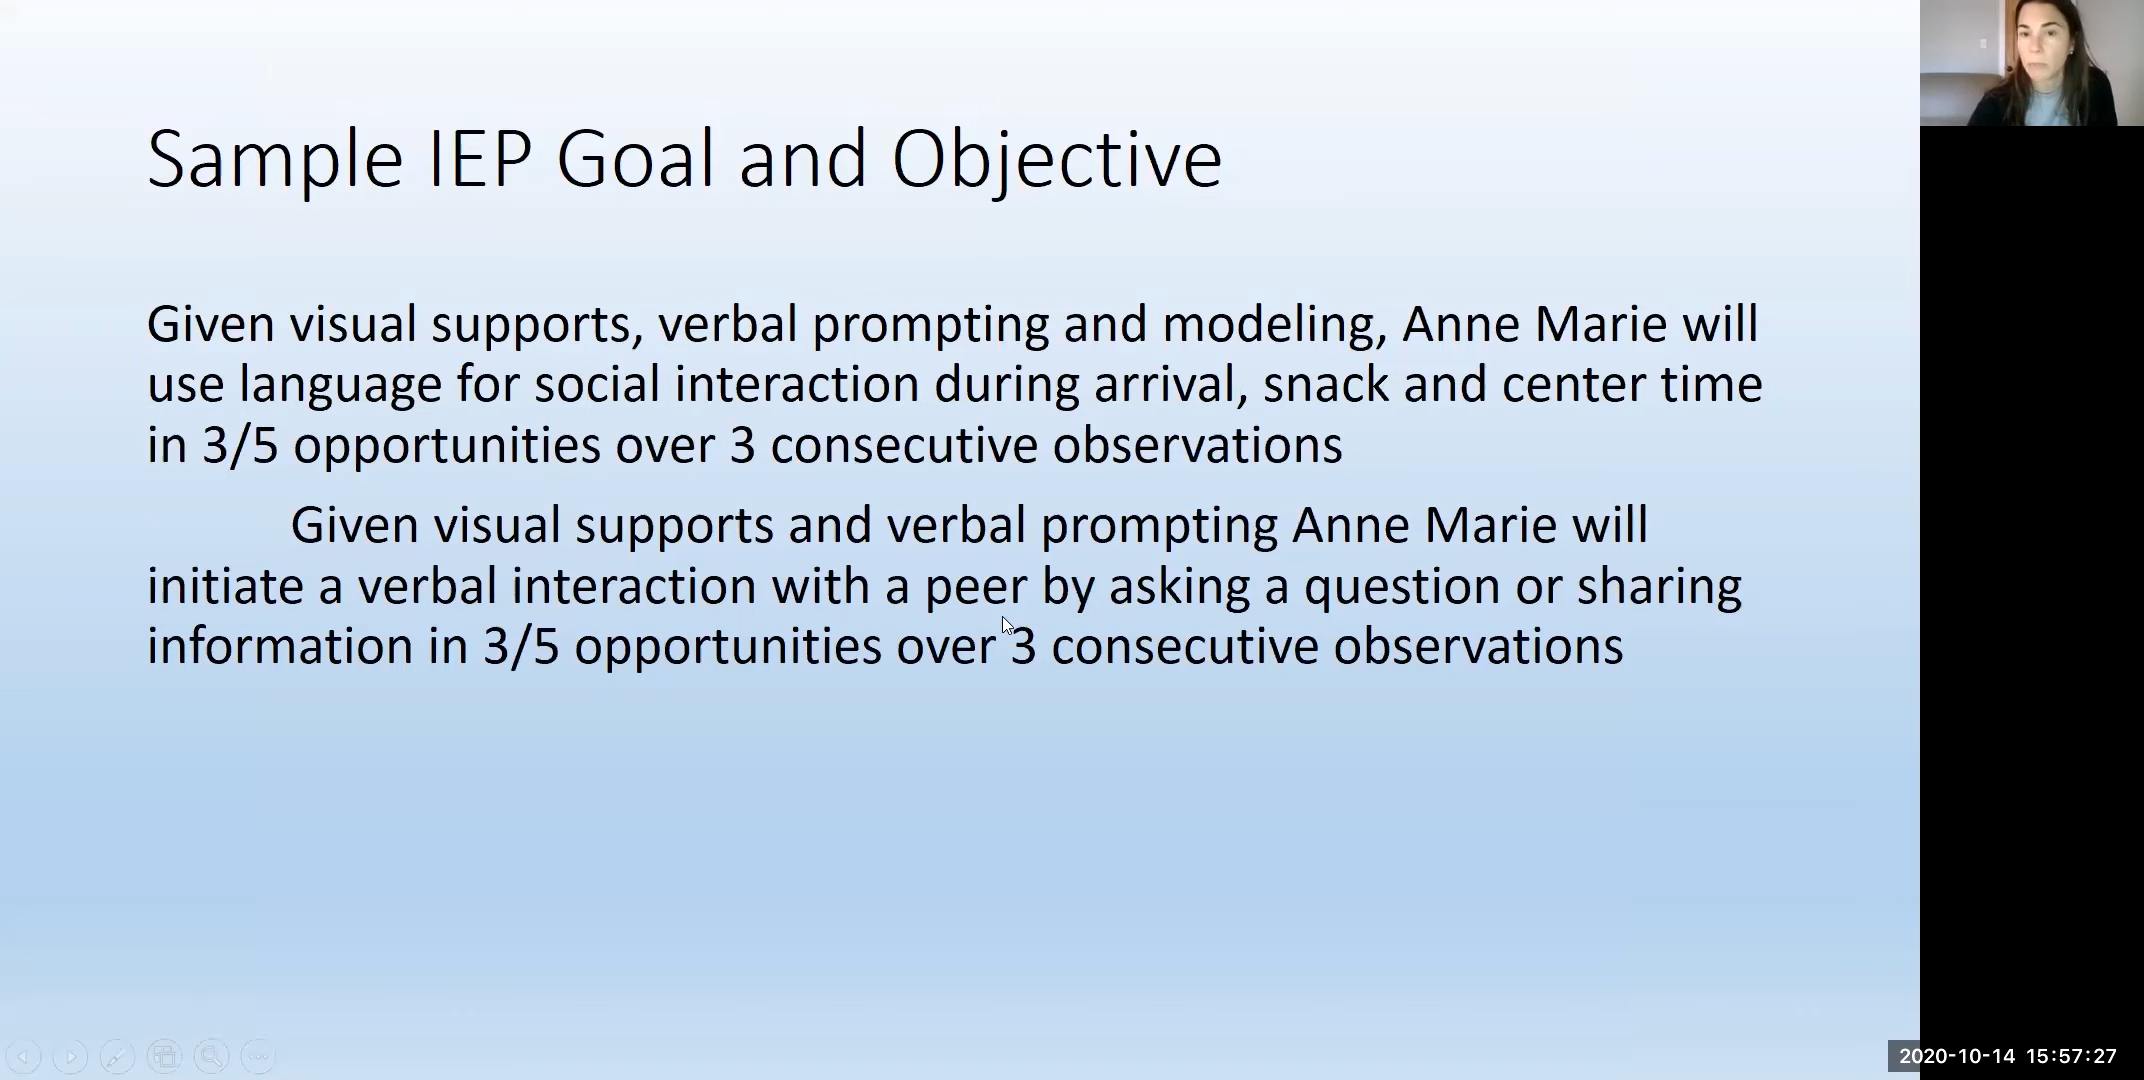 Sample IEP Goal and Objective
Given visual supports, verbal prompting and modeling, Anne Marie will
use language for social interaction during arrival, snack and center time
in 3/5 opportunities over 3 consecutive observations
Given visual supports and verbal prompting Anne Marie will
initiate a verbal interaction with a peer by asking a question or sharing
information in 3/5 opportunities over 3 consecutive observations
2020-10-14 15:57:27